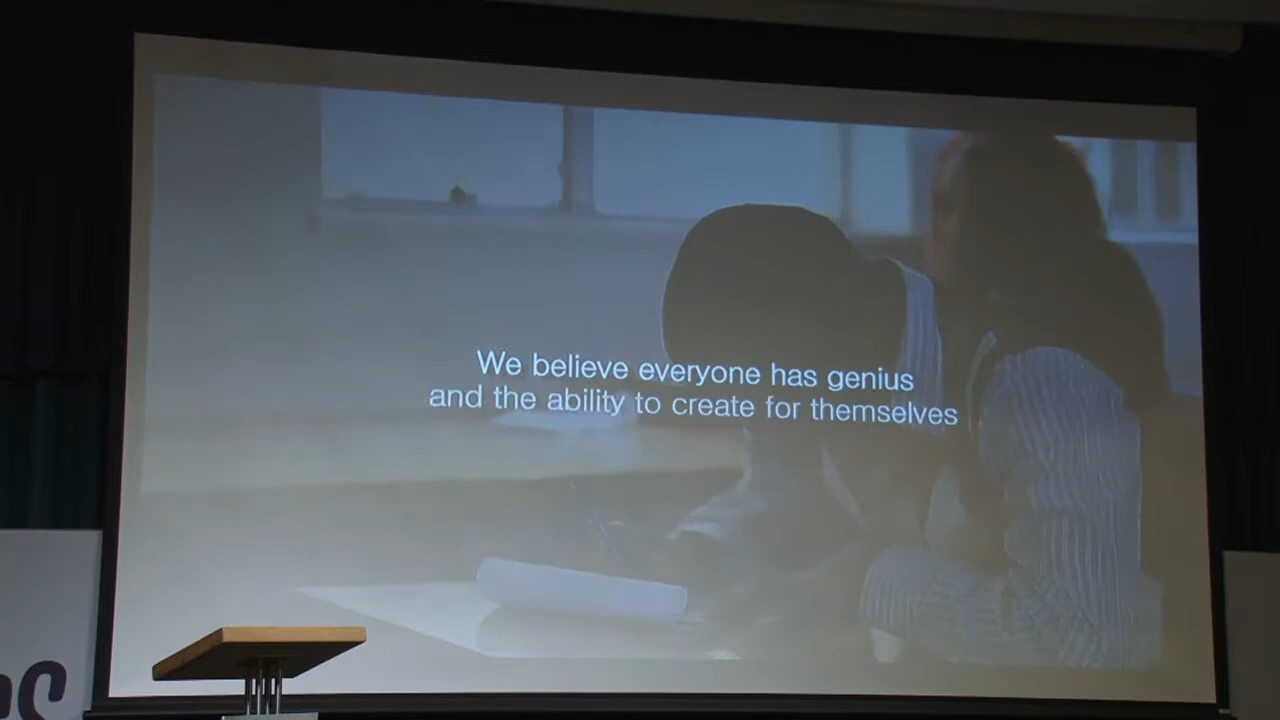 We believe everyone has genius
and the ability to create for themselves